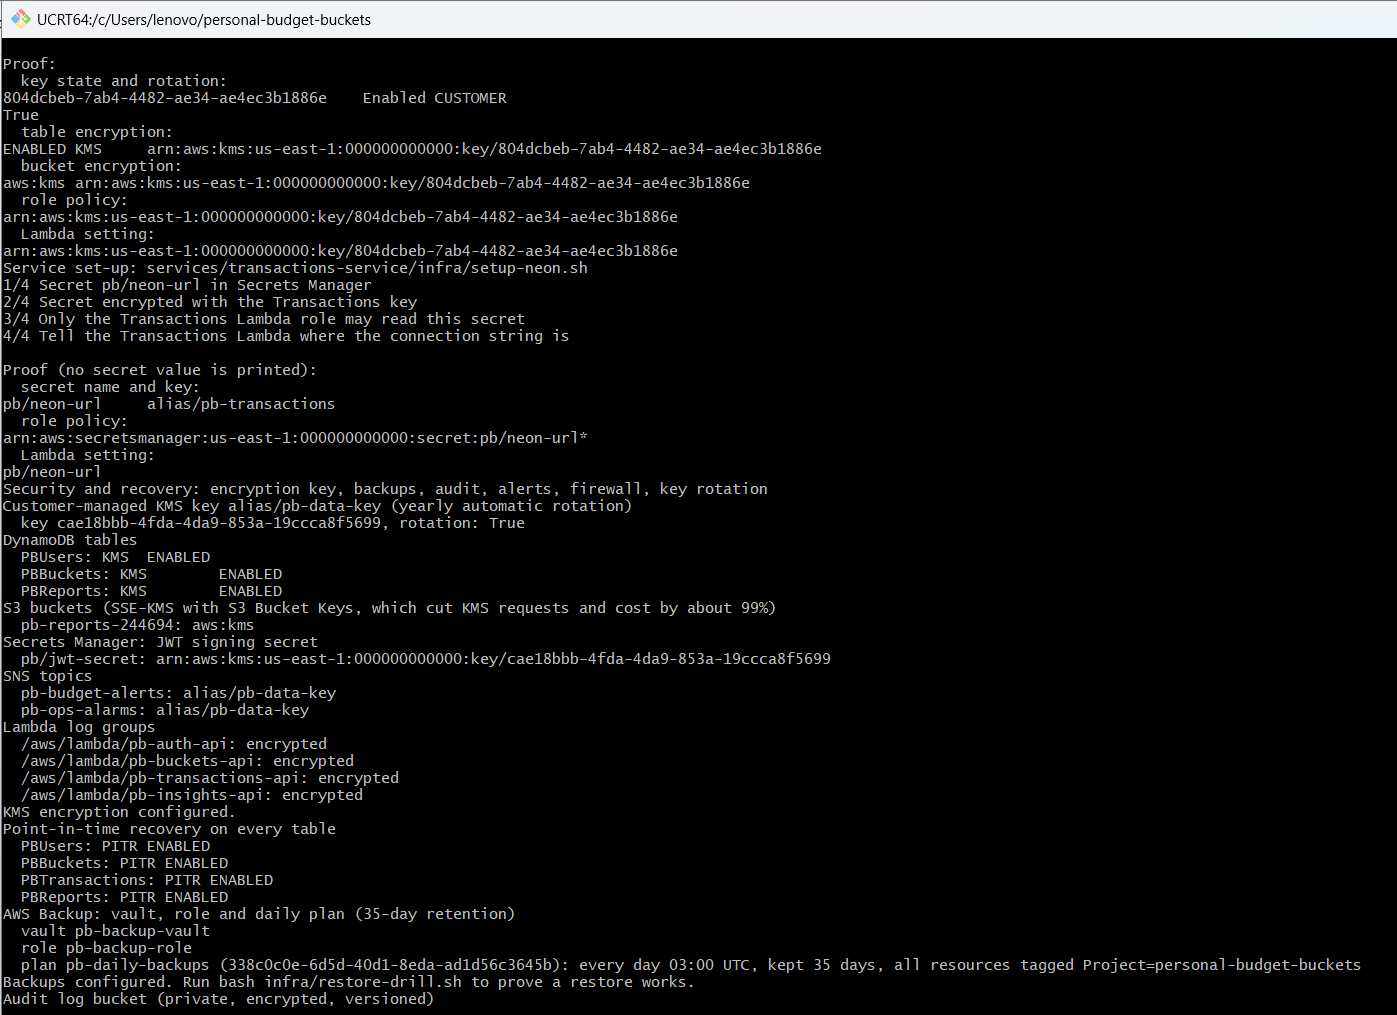 UCRT64:/c/Users/lenovo/personal-budget-buckets
Proof:
  key state and rotation:
804dcbeb-7ab4-4482-ae34-ae4ec3b1886e    Enabled CUSTOMER
True
  table encryption:
ENABLED KMS     arn:aws:kms:us-east-1:000000000000:key/804dcbeb-7ab4-4482-ae34-ae4ec3b1886e
  bucket encryption:
aws:kms arn:aws:kms:us-east-1:000000000000:key/804dcbeb-7ab4-4482-ae34-ae4ec3b1886e
  role policy:
arn:aws:kms:us-east-1:000000000000:key/804dcbeb-7ab4-4482-ae34-ae4ec3b1886e
  Lambda setting:
arn:aws:kms:us-east-1:000000000000:key/804dcbeb-7ab4-4482-ae34-ae4ec3b1886e
Service set-up: services/transactions-service/infra/setup-neon.sh
1/4 Secret pb/neon-url in Secrets Manager
2/4 Secret encrypted with the Transactions key
3/4 Only the Transactions Lambda role may read this secret
4/4 Tell the Transactions Lambda where the connection string is

Proof (no secret value is printed):
  secret name and key:
pb/neon-url     alias/pb-transactions
  role policy:
arn:aws:secretsmanager:us-east-1:000000000000:secret:pb/neon-url*
  Lambda setting:
pb/neon-url
Security and recovery: encryption key, backups, audit, alerts, firewall, key rotation
Customer-managed KMS key alias/pb-data-key (yearly automatic rotation)
  key cae18bbb-4fda-4da9-853a-19ccca8f5699, rotation: True
DynamoDB tables
  PBUsers: KMS  ENABLED
  PBBuckets: KMS        ENABLED
  PBReports: KMS        ENABLED
S3 buckets (SSE-KMS with S3 Bucket Keys, which cut KMS requests and cost by about 99%)
  pb-reports-244694: aws:kms
Secrets Manager: JWT signing secret
  pb/jwt-secret: arn:aws:kms:us-east-1:000000000000:key/cae18bbb-4fda-4da9-853a-19ccca8f5699
SNS topics
  pb-budget-alerts: alias/pb-data-key
  pb-ops-alarms: alias/pb-data-key
Lambda log groups
  /aws/lambda/pb-auth-api: encrypted
  /aws/lambda/pb-buckets-api: encrypted
  /aws/lambda/pb-transactions-api: encrypted
  /aws/lambda/pb-insights-api: encrypted
KMS encryption configured.
Point-in-time recovery on every table
  PBUsers: PITR ENABLED
  PBBuckets: PITR ENABLED
  PBTransactions: PITR ENABLED
  PBReports: PITR ENABLED
AWS Backup: vault, role and daily plan (35-day retention)
  vault pb-backup-vault
  role pb-backup-role
  plan pb-daily-backups (338c0c0e-6d5d-40d1-8eda-ad1d56c3645b): every day 03:00 UTC, kept 35 days, all resources tagged Project=personal-budget-buckets
Backups configured. Run bash infra/restore-drill.sh to prove a restore works.
Audit log bucket (private, encrypted, versioned)